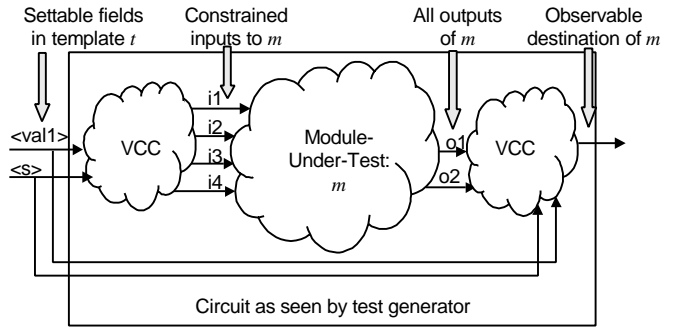 Settable fields
in template t
Constrained
inputs to m
All outputs
of m
Observable
destination of m
<val1>
<s>
VCC
i1
i2
i3
i4
Module-
Under-Test:
m
o1
o2
VCC
Circuit as seen by test generator